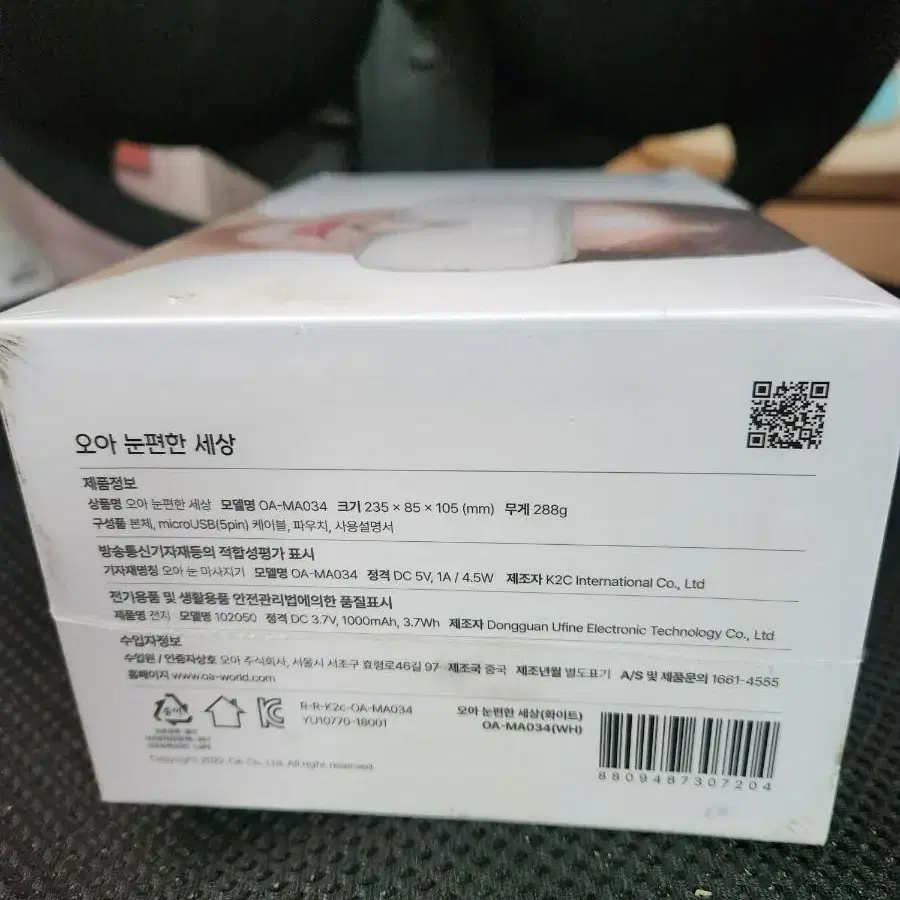 오아 눈편한 세상
제품정보
상품명 오아 눈편한 세상 모델명 OA-MA034 크기 235 × 85 × 105 (mm) 무게 288g
구성품 본체, microUSB(5pin) 케이블, 파우치, 사용설명서
방송통신기자재등의 적합성평가 표시
기자재명칭 오아 눈 마사지기 모델명 OA-MA034 정격 DC 5V, 1A / 4.5W 제조자 K2C International Co., Ltd
전기용품 및 생활용품 안전관리법에의한 품질표시
제품명 전지 모델명 102050 정격 DC 3.7V, 1000mAh, 3.7Wh 제조자 Dongguan Ufine Electronic Technology Co., Ltd
수입자정보
수입원 / 인증자상호 오아 주식회사, 서울시 서초구 효령로46길 97 제조국 중국 제조년월 별도표기 A/S 및 제품문의 1661-4555
홈페이지 www.oa-world.com
종이
R-R-K2c-OA-MA034
YU10770-18001
오아 눈편한 세상(화이트)
OA-MA034(WH)
8809487307204
Copyright 2022. OA Co., Ltd. All right reserved.